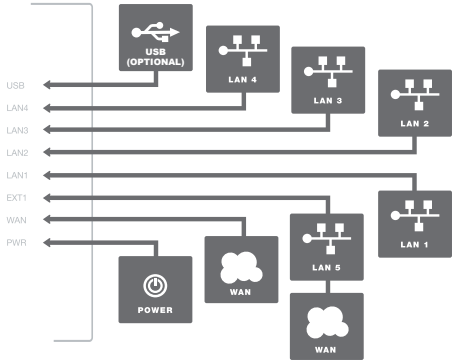 USB
(OPTIONAL)
LAN 4
LAN 3
LAN 2
USB
LAN4
LAN3
LAN2
LAN1
EXT1
WAN
PWR
LAN 1
LAN 5
WAN
POWER
WAN